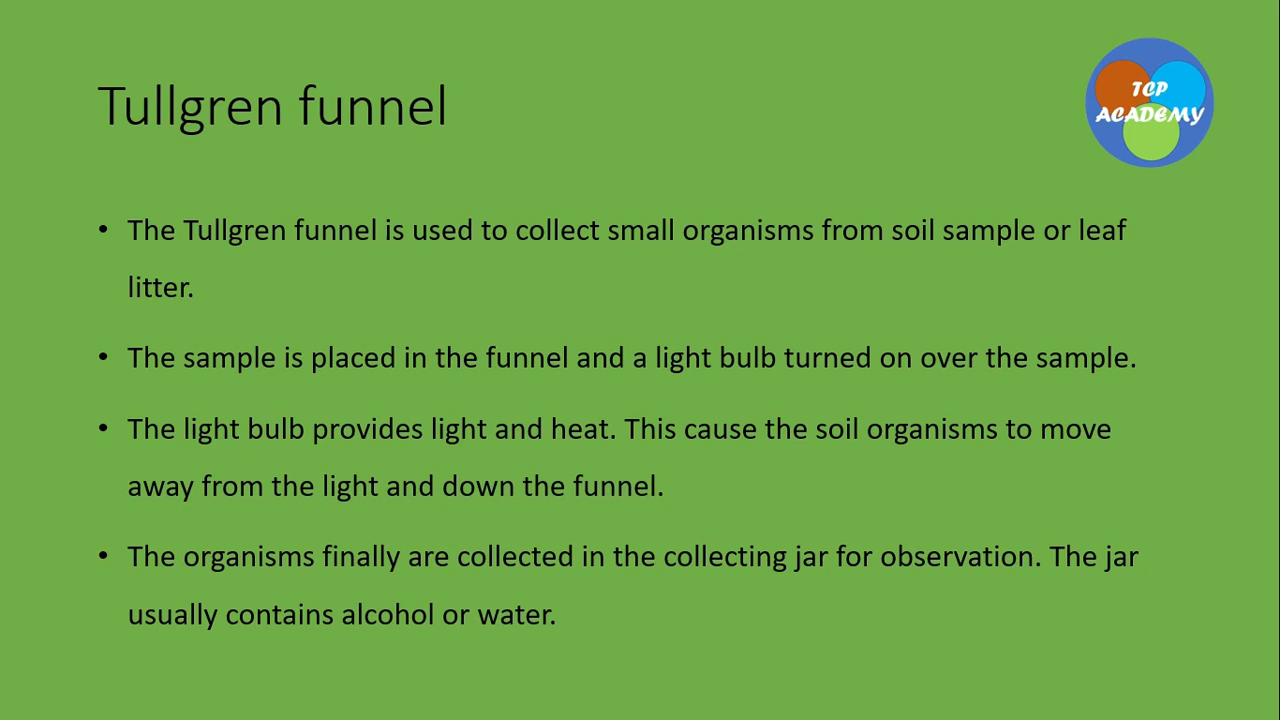 Tullgren funnel
TCP
ACADEMY
• The Tullgren funnel is used to collect small organisms from soil sample or leaf
litter.
• The sample is placed in the funnel and a light bulb turned on over the sample.
• The light bulb provides light and heat. This cause the soil organisms to move
away from the light and down the funnel.
• The organisms finally are collected in the collecting jar for observation. The jar
usually contains alcohol or water.